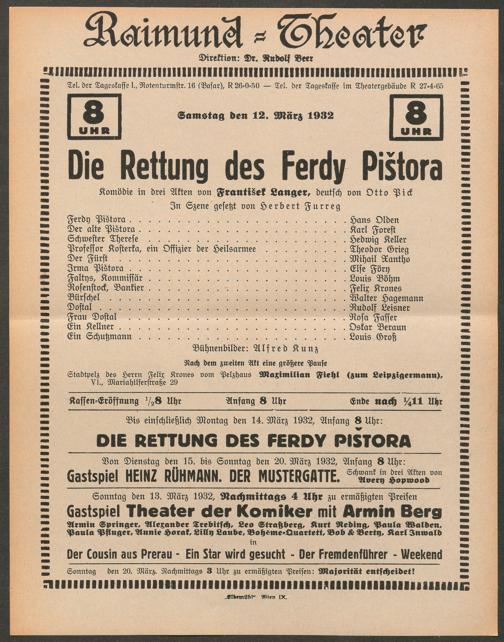 Raimund-Theater
Direktion: Dr. Rudolf Beer
Tel. der Tageskasse I., Rotenturmstr. 16 (Basar), R 26-0-50 — Tel. der Tageskasse im Theatergebäude R 27-4-65
8 UHR
Samstag den 12. März 1932
8 UHR
Die Rettung des Ferdy Pištora
Komödie in drei Akten von František Langer, deutsch von Otto Pick
In Szene gesetzt von Herbert Furreg
Ferdy Pištora . . . Hans Olden
Der alte Pištora . . . Karl Forest
Schwester Therese . . . Hedwig Keller
Professor Kosterka, ein Offizier der Heilsarmee . . . Theodor Grieg
Der Fürst . . . Mihail Xantho
Irma Pištora . . . Else Föry
Faltys, Kommissär . . . Louis Böhm
Rosenstock, Bankier . . . Felix Krones
Bürschel . . . Walter Hagemann
Dostal . . . Rudolf Leisner
Frau Dostal . . . Rosa Fasser
Ein Kellner . . . Oskar Beraun
Ein Schutzmann . . . Louis Groß
Bühnenbilder: Alfred Kunz
Nach dem zweiten Akt eine größere Pause
Stadtpelz des Herrn Felix Krones vom Pelzhaus Maximilian Fiehl (zum Leipzigermann),
VI., Mariahilferstraße 29
Kassen-Eröffnung ½8 Uhr Anfang 8 Uhr Ende nach ¼11 Uhr
Bis einschließlich Montag den 14. März 1932, Anfang 8 Uhr:
DIE RETTUNG DES FERDY PIŠTORA
Von Dienstag den 15. bis Sonntag den 20. März 1932, Anfang 8 Uhr:
Gastspiel HEINZ RÜHMANN. DER MUSTERGATTE. Schwank in drei Akten von Avery Hopwood
Sonntag den 13. März 1932, Nachmittags 4 Uhr zu ermäßigten Preisen
Gastspiel Theater der Komiker mit Armin Berg
Armin Springer, Alexander Trebitsch, Leo Straßberg, Kurt Reding, Paula Walden,
Paula Pfluger, Annie Horak, Lilly Laube, Bohème-Quartett, Bob & Berty, Karl Inwald
in
Der Cousin aus Prerau - Ein Star wird gesucht - Der Fremdenführer - Weekend
Sonntag den 20. März, Nachmittags 3 Uhr zu ermäßigten Preisen: Majorität entscheidet!
„Elbemühl" Wien IX.